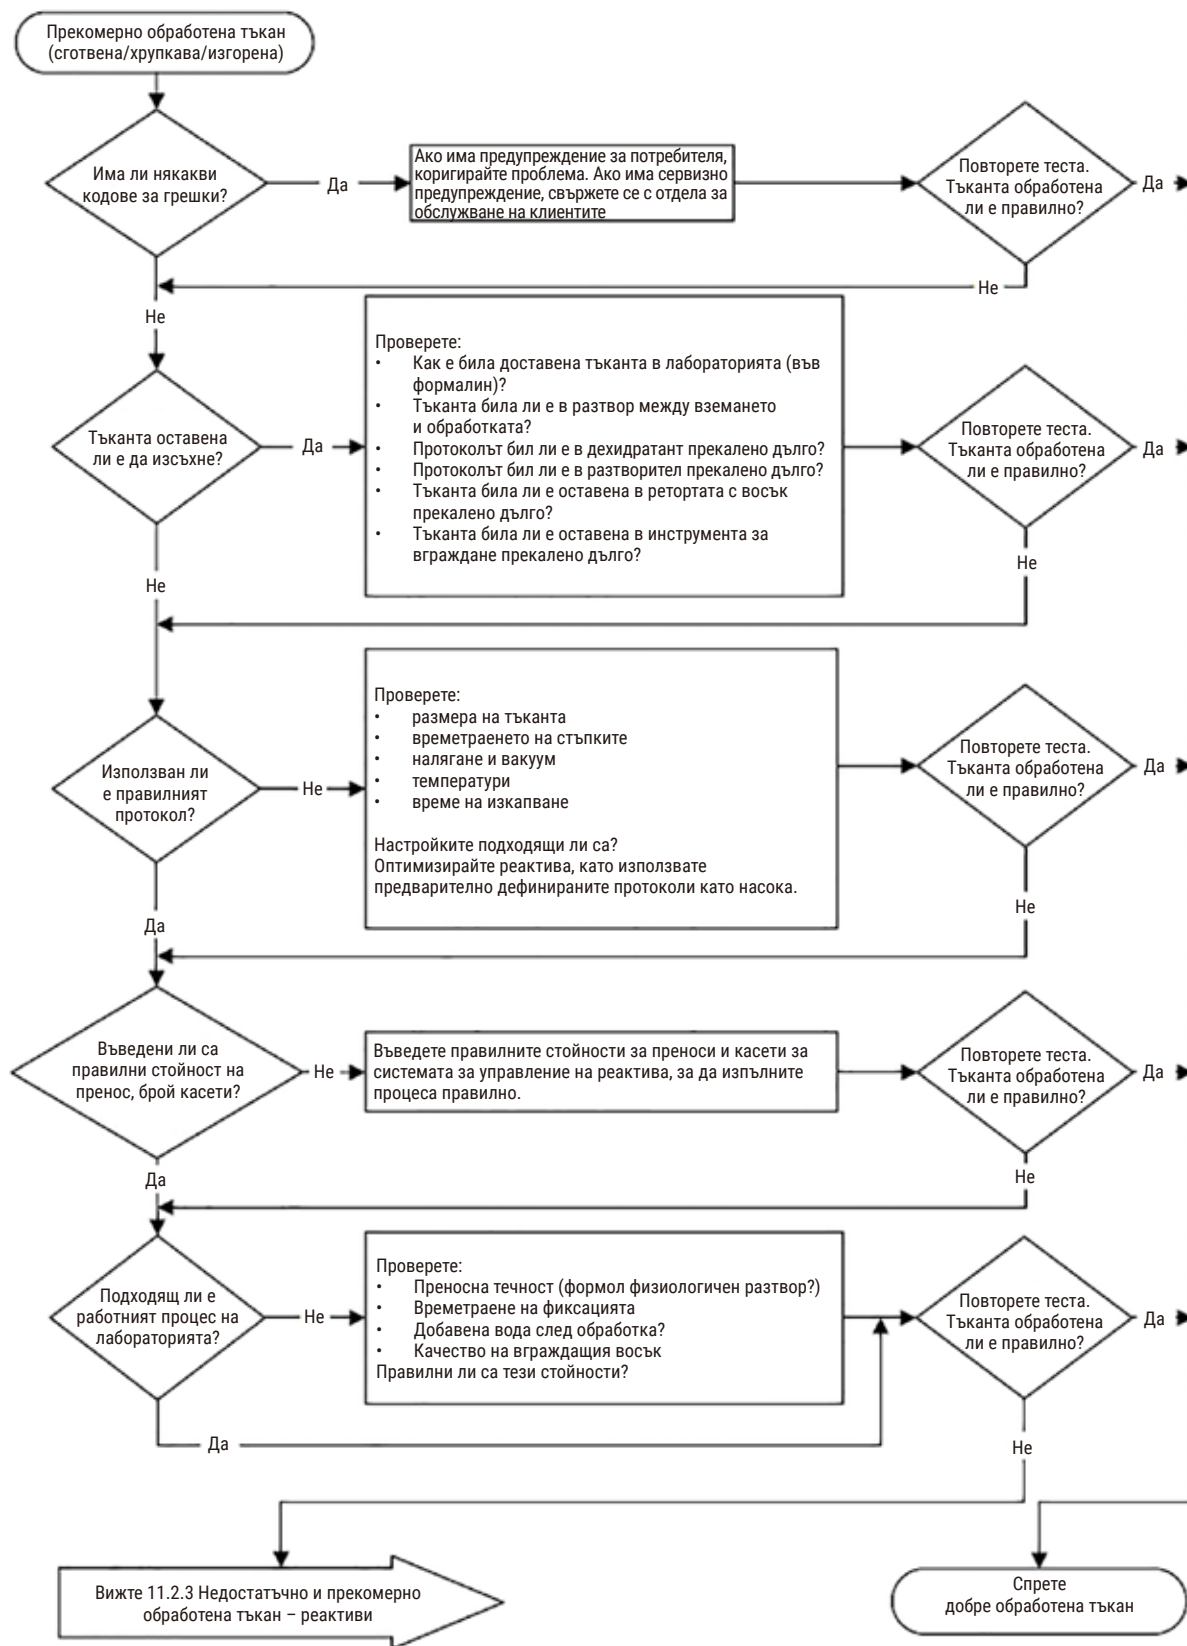 Прекомерно обработена тъкан
(сготвена/хрупкава/изгорена)
Има ли някакви
кодове за грешки?
Да
Ако има предупреждение за потребителя,
коригирайте проблема. Ако има сервизно
предупреждение, свържете се с отдела за
обслужване на клиентите
Повторете теста.
Тъканта обработена
ли е правилно?
Да
Не
Не
Тъканта оставена
ли е да изсъхне?
Да
Проверете:
• Как е била доставена тъканта в лабораторията (във
формалин)?
• Тъканта била ли е в разтвор между вземането
и обработката?
• Протоколът бил ли е в дехидратант прекалено дълго?
• Протоколът бил ли е в разтворител прекалено дълго?
• Тъканта била ли е оставена в ретортата с восък
прекалено дълго?
• Тъканта била ли е оставена в инструмента за
вграждане прекалено дълго?
Повторете теста.
Тъканта обработена
ли е правилно?
Да
Не
Не
Използван ли
е правилният
протокол?
Не
Проверете:
• размера на тъканта
• времетраенето на стъпките
• налягане и вакуум
• температури
• време на изкапване
Настройките подходящи ли са?
Оптимизирайте реактива, като използвате
предварително дефинираните протоколи като насока.
Повторете теста.
Тъканта обработена
ли е правилно?
Да
Не
Да
Въведени ли са
правилни стойност на
пренос, брой касети?
Не
Въведете правилните стойности за преноси и касети за
системата за управление на реактива, за да изпълните
процеса правилно.
Повторете теста.
Тъканта обработена
ли е правилно?
Да
Не
Да
Подходящ ли е
работният процес на
лабораторията?
Не
Проверете:
• Преносна течност (формол физиологичен разтвор?)
• Времетраене на фиксацията
• Добавена вода след обработка?
• Качество на вграждащия восък
Правилни ли са тези стойности?
Повторете теста.
Тъканта обработена
ли е правилно?
Да
Да
Не
Вижте 11.2.3 Недостатъчно и прекомерно
обработена тъкан – реактиви
Спрете
добре обработена тъкан